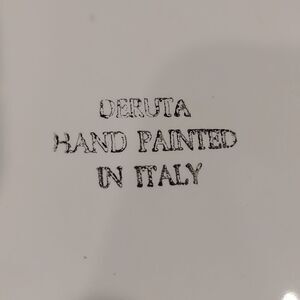 DERUTA
HAND PAINTED
IN ITALY